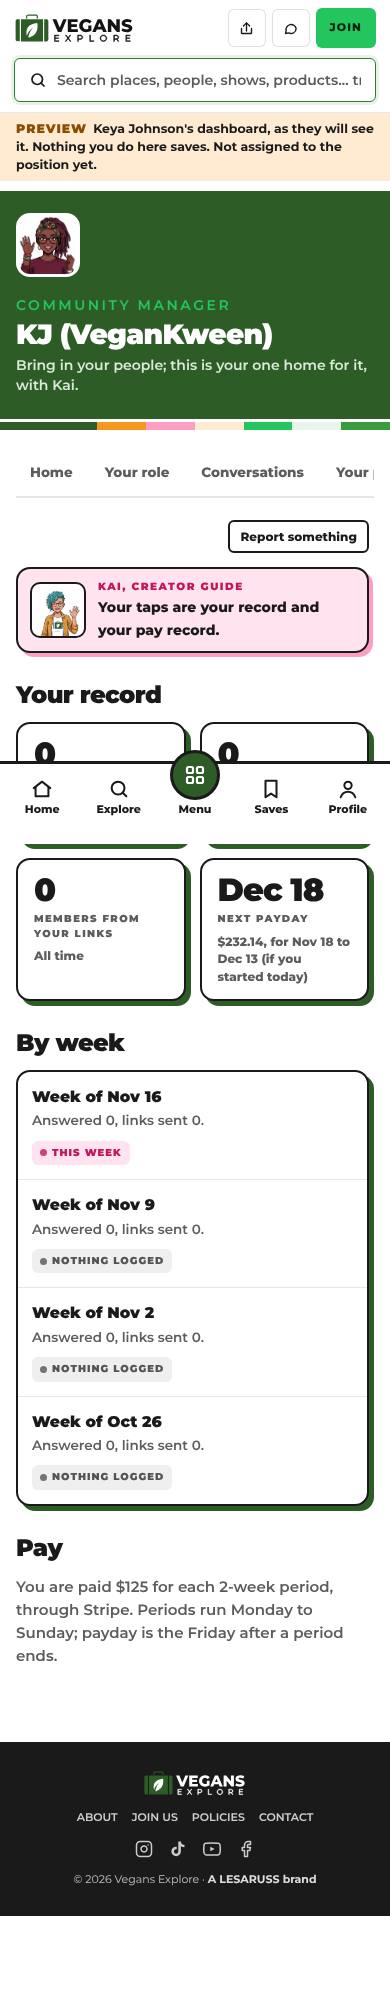 VEGANS
EXPLORE
JOIN
Search places, people, shows, products... tr
PREVIEW Keya Johnson's dashboard, as they will see
it. Nothing you do here saves. Not assigned to the
position yet.
COMMUNITY MANAGER
KJ (VeganKween)
Bring in your people; this is your one home for it,
with Kai.
Home Your role Conversations Your
Report something
KAI, CREATOR GUIDE
Your taps are your record and
your pay record.
Your record
0 0
Home Explore Menu Saves Profile
0
MEMBERS FROM
YOUR LINKS
All time
Dec 18
NEXT PAYDAY
$232.14, for Nov 18 to
Dec 13 (if you
started today)
By week
Week of Nov 16
Answered 0, links sent 0.
THIS WEEK
Week of Nov 9
Answered 0, links sent 0.
NOTHING LOGGED
Week of Nov 2
Answered 0, links sent 0.
NOTHING LOGGED
Week of Oct 26
Answered 0, links sent 0.
NOTHING LOGGED
Pay
You are paid $125 for each 2-week period,
through Stripe. Periods run Monday to
Sunday; payday is the Friday after a period
ends.
VEGANS
EXPLORE
ABOUT JOIN US POLICIES CONTACT
© 2026 Vegans Explore · A LESARUSS brand